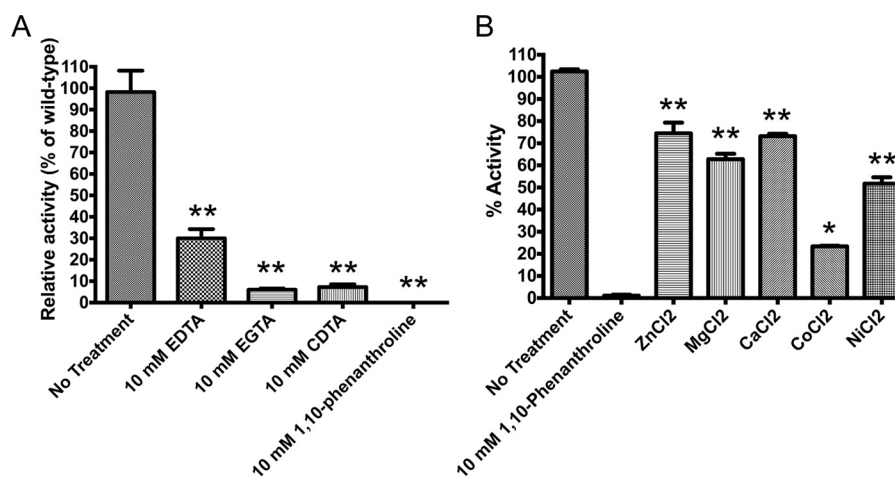 A
Relative activity (% of wild-type)
110
100
90
80
70
60
50
40
30
20
10
0
**
**
**
**
No Treatment
10 mM EDTA
10 mM EGTA
10 mM CDTA
10 mM 1,10-phenanthroline
B
% Activity
110
100
90
80
70
60
50
40
30
20
10
0
**
**
**
*
**
No Treatment
10 mM 1,10-Phenanthroline
ZnCl2
MgCl2
CaCl2
CoCl2
NiCl2